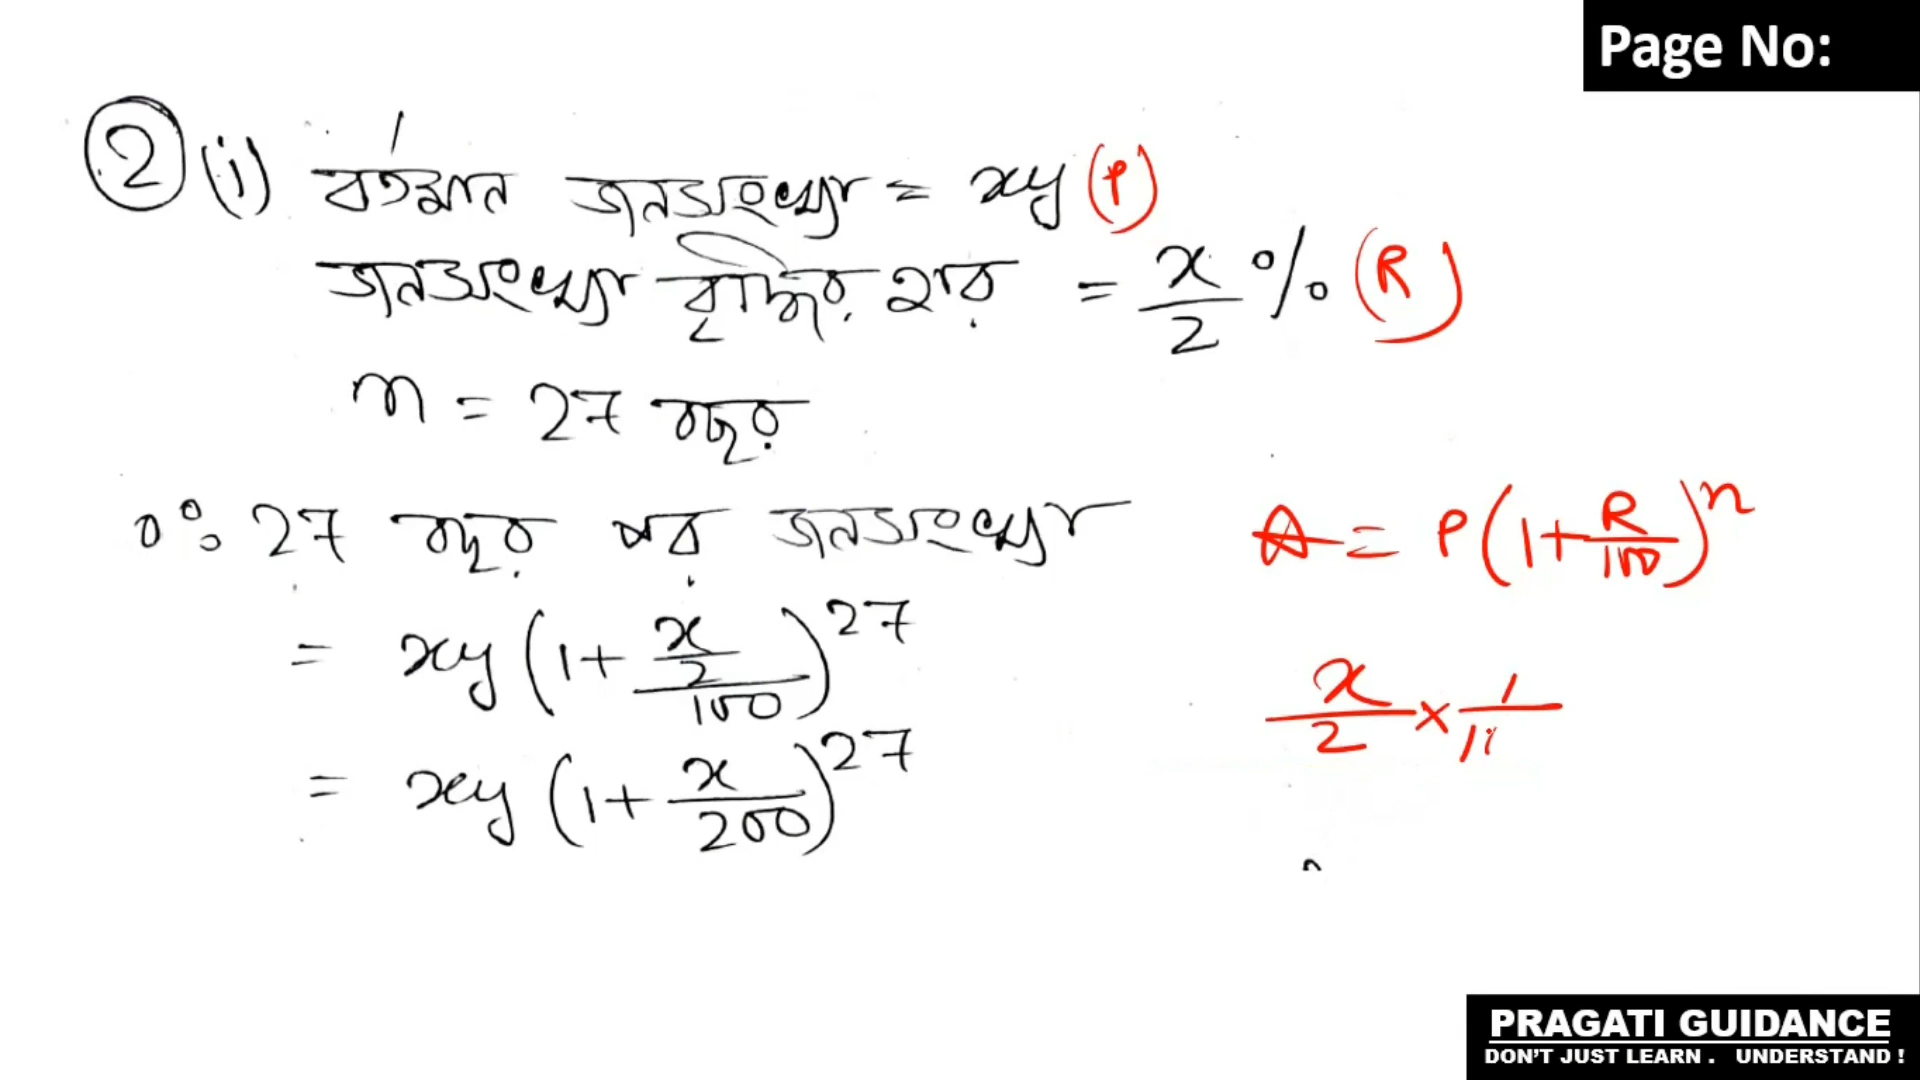 Page No:
2 (i) বর্তমান জনসংখ্যা = xy (P)
জনসংখ্যা বৃদ্ধির হার = x/2 % (R)
n = 27 বছর
∴ 27 বছর পর জনসংখ্যা
A = P(1+R/100)^n
= xy(1+(x/2)/100)^27
x/2 × 1/1
= xy(1+x/200)^27
PRAGATI GUIDANCE
DON'T JUST LEARN . UNDERSTAND !